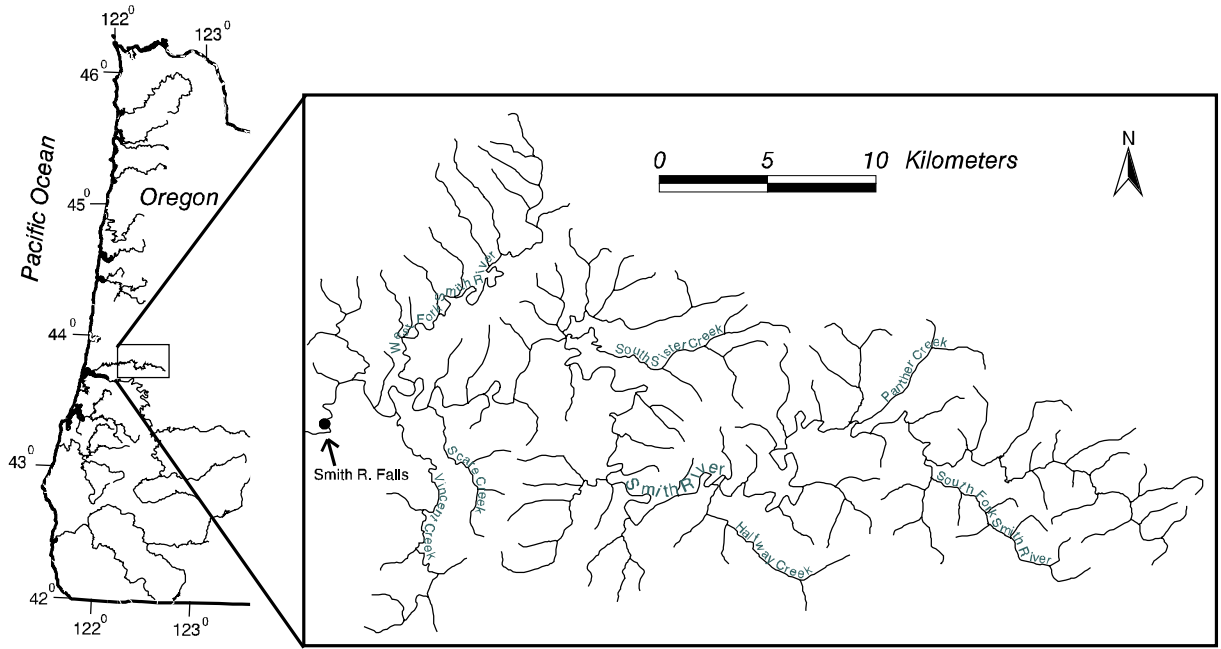 122⁰
123⁰
46⁰
Pacific Ocean
Oregon
45⁰
44⁰
43⁰
42⁰
122⁰
123⁰
0 5 10 Kilometers
N
West Fork Smith River
South Sister Creek
Panther Creek
Smith R. Falls
Scare Creek
Vincent Creek
Smith River
Halfway Creek
South Fork Smith River